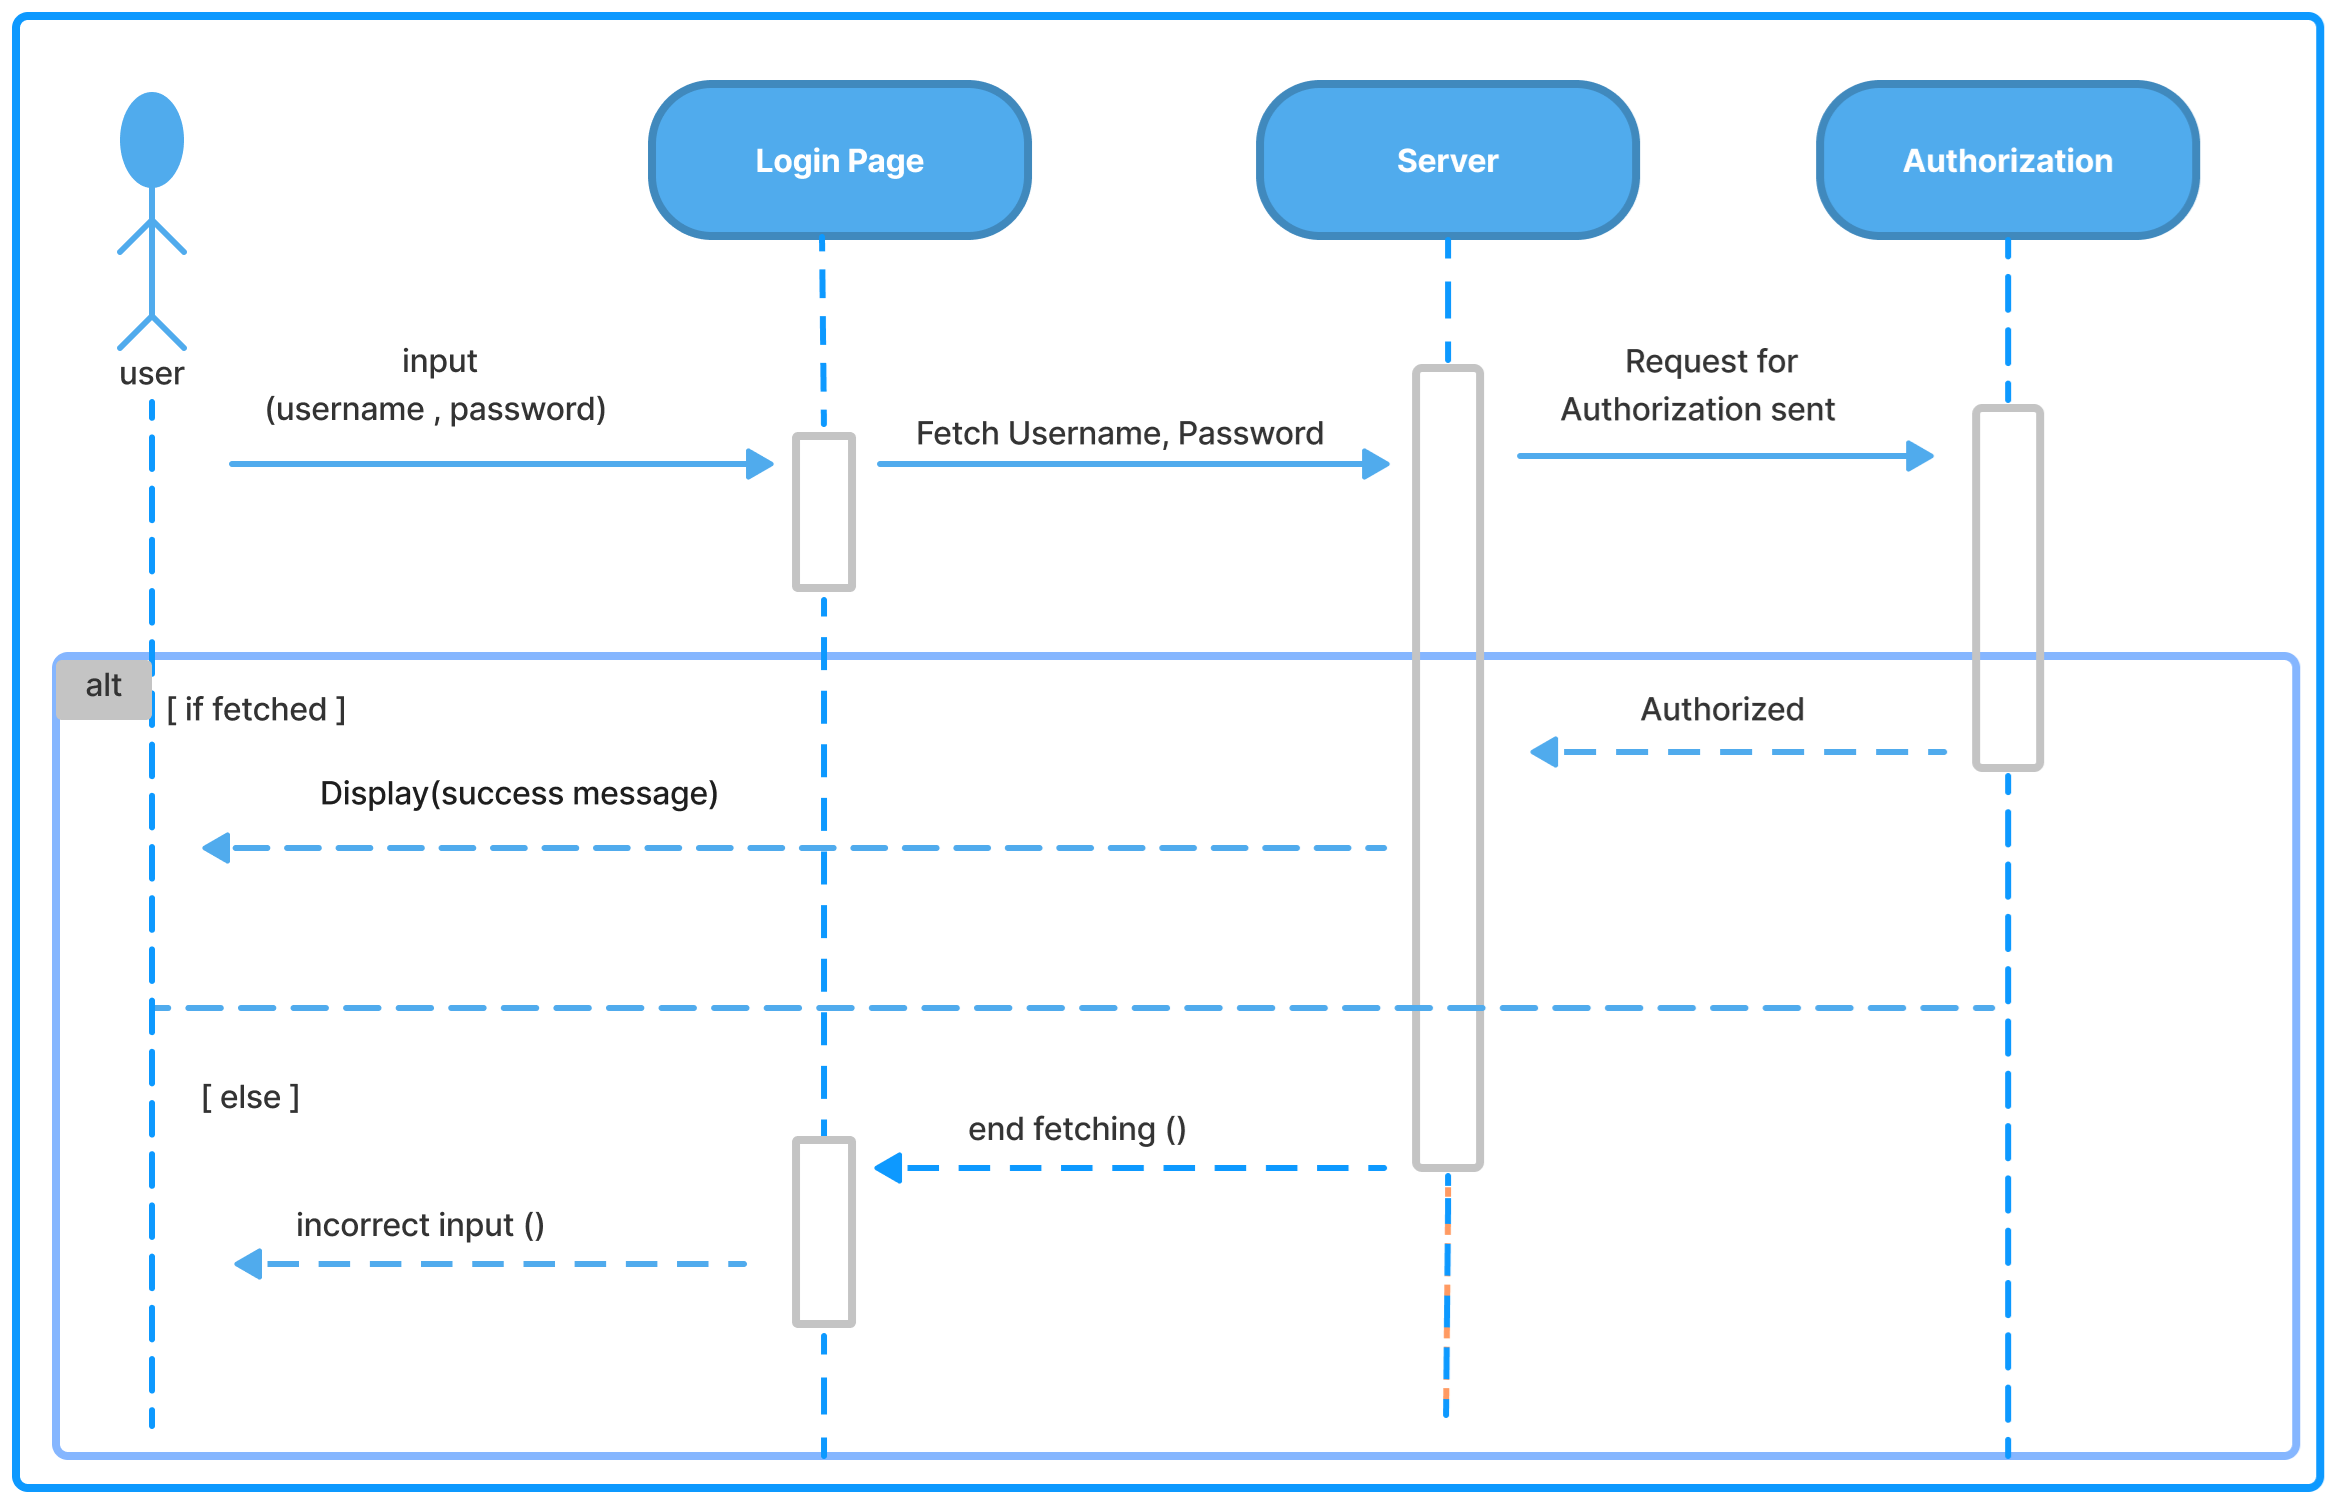 Login Page
Server
Authorization
user
input
(username , password)
Fetch Username, Password
Request for
Authorization sent
alt
[ if fetched ]
Authorized
Display(success message)
[ else ]
end fetching ()
incorrect input ()